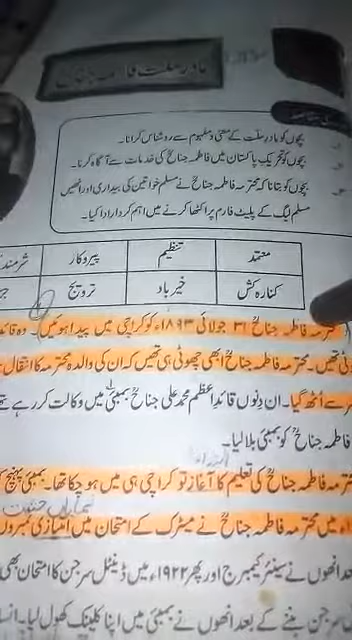 مادرِ ملت فاطمہ جناحؒ
بچوں کو مادرِ ملت کے معنی و مفہوم سے روشناس کرانا۔
بچوں کو تحریکِ پاکستان میں فاطمہ جناحؒ کی خدمات سے آگاہ کرنا۔
بچوں کو بتانا کہ محترمہ فاطمہ جناحؒ نے مسلم خواتین کی بیداری اور انھیں
مسلم لیگ کے پلیٹ فارم پر اکٹھا کرنے میں اہم کردار ادا کیا۔
معتمد تنظیم پیروکار
کنارہ کش خیرباد ترویج
فاطمہ جناحؒ ۳۱ جولائی ۱۸۹۳ء کو کراچی میں پیدا ہوئیں۔ وہ
تھیں۔ محترمہ فاطمہ جناحؒ ابھی چھوٹی ہی تھیں کہ ان کی والدہ محترمہ کا انتقال
سے اُٹھ گیا۔ ان دِنوں قائدِ اعظم محمد علی جناحؒ بمبئی میں وکالت کر رہے
فاطمہ جناحؒ کو بمبئی بلا لیا۔
فاطمہ جناحؒ کی تعلیم کا آغاز تو کراچی ہی میں ہو چکا تھا۔ بمبئی پہنچ
میں محترمہ فاطمہ جناحؒ نے میٹرک کے امتحان میں امتیازی نمبروں
انھوں نے سینئر کیمبرج اور پھر ۱۹۲۲ء میں ڈینٹل سرجن کا امتحان بھی
سرجن بننے کے بعد انھوں نے بمبئی میں اپنا کلینک کھول لیا۔